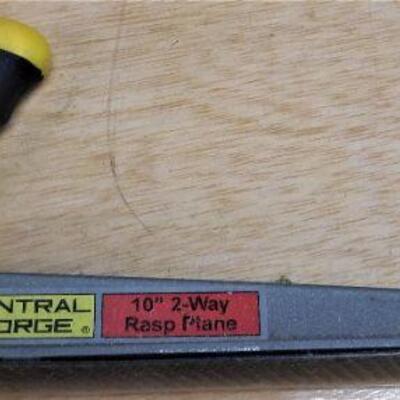 NTRAL
ORGE ®
10" 2-Way
Rasp Plane